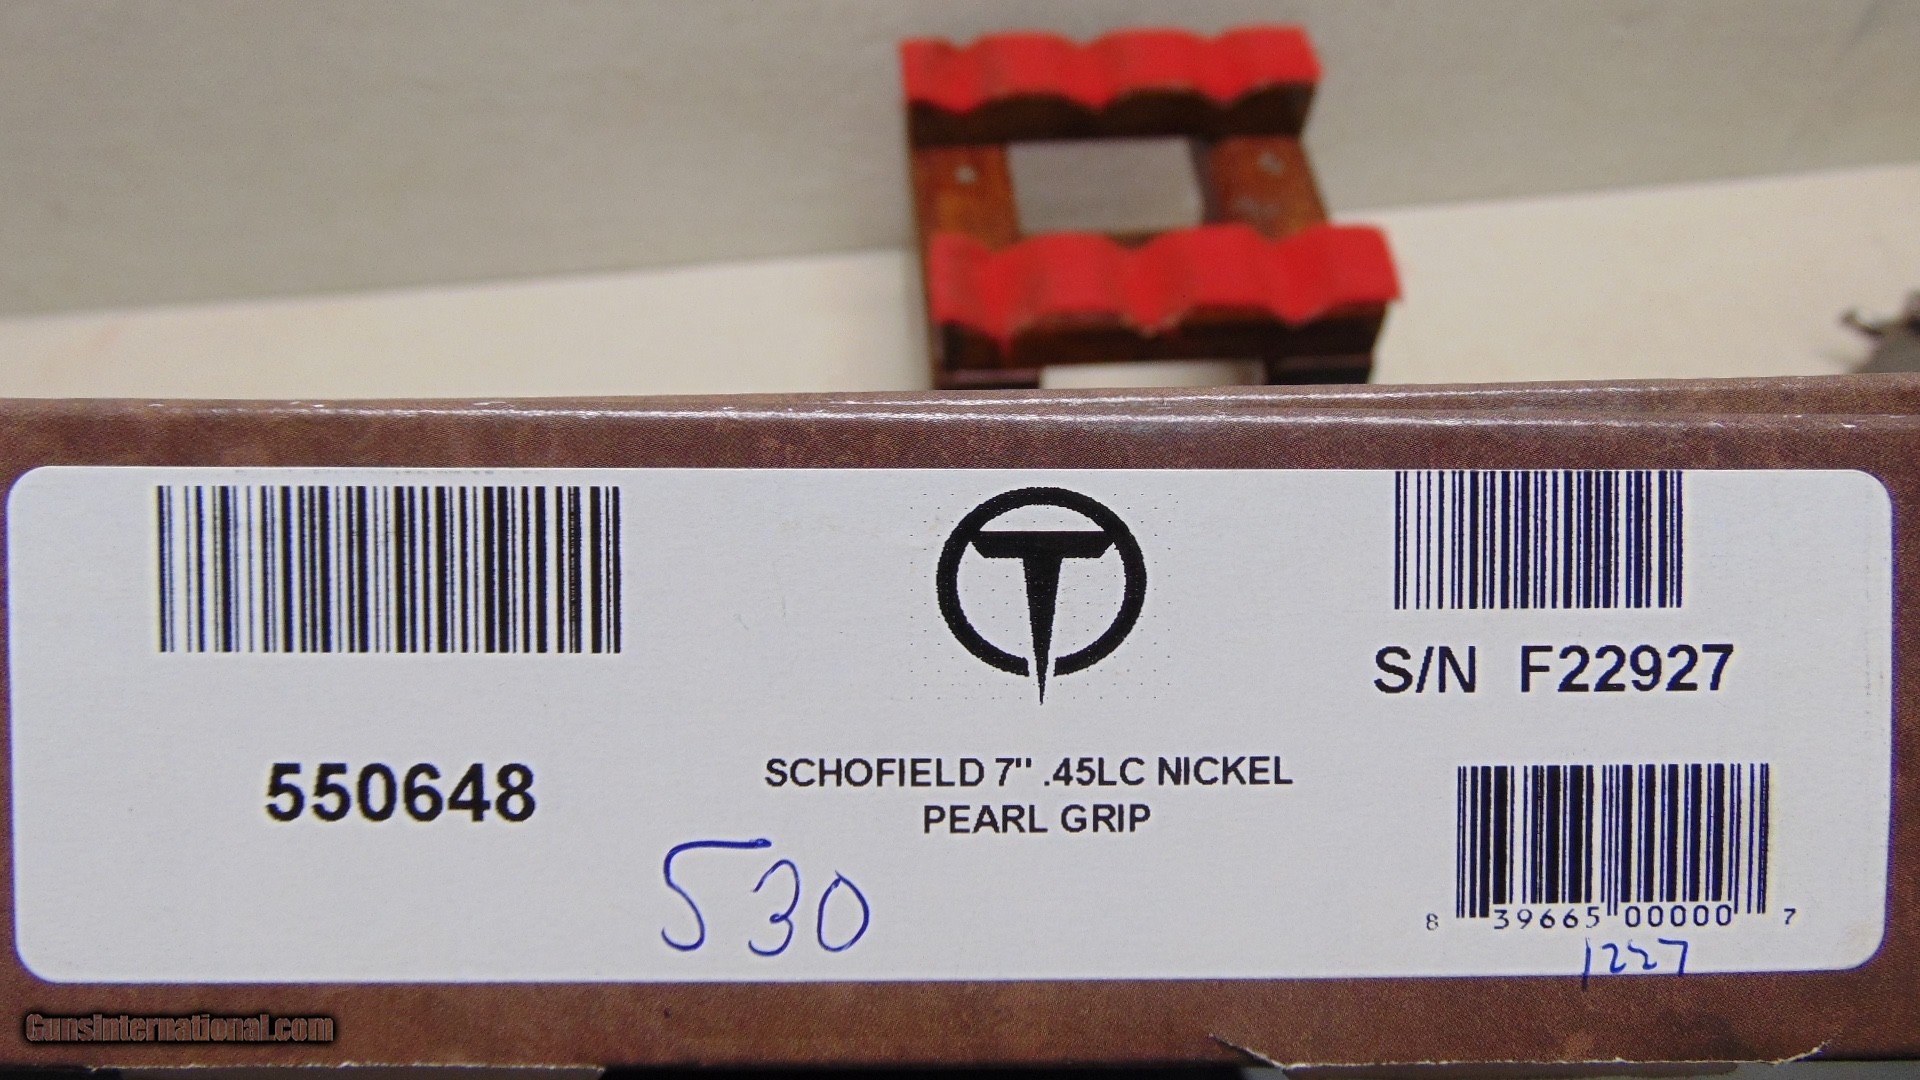 550648
SCHOFIELD 7" .45LC NICKEL
PEARL GRIP
530
S/N F22927
8 39665 00000 7
1227
GunsInternational.com